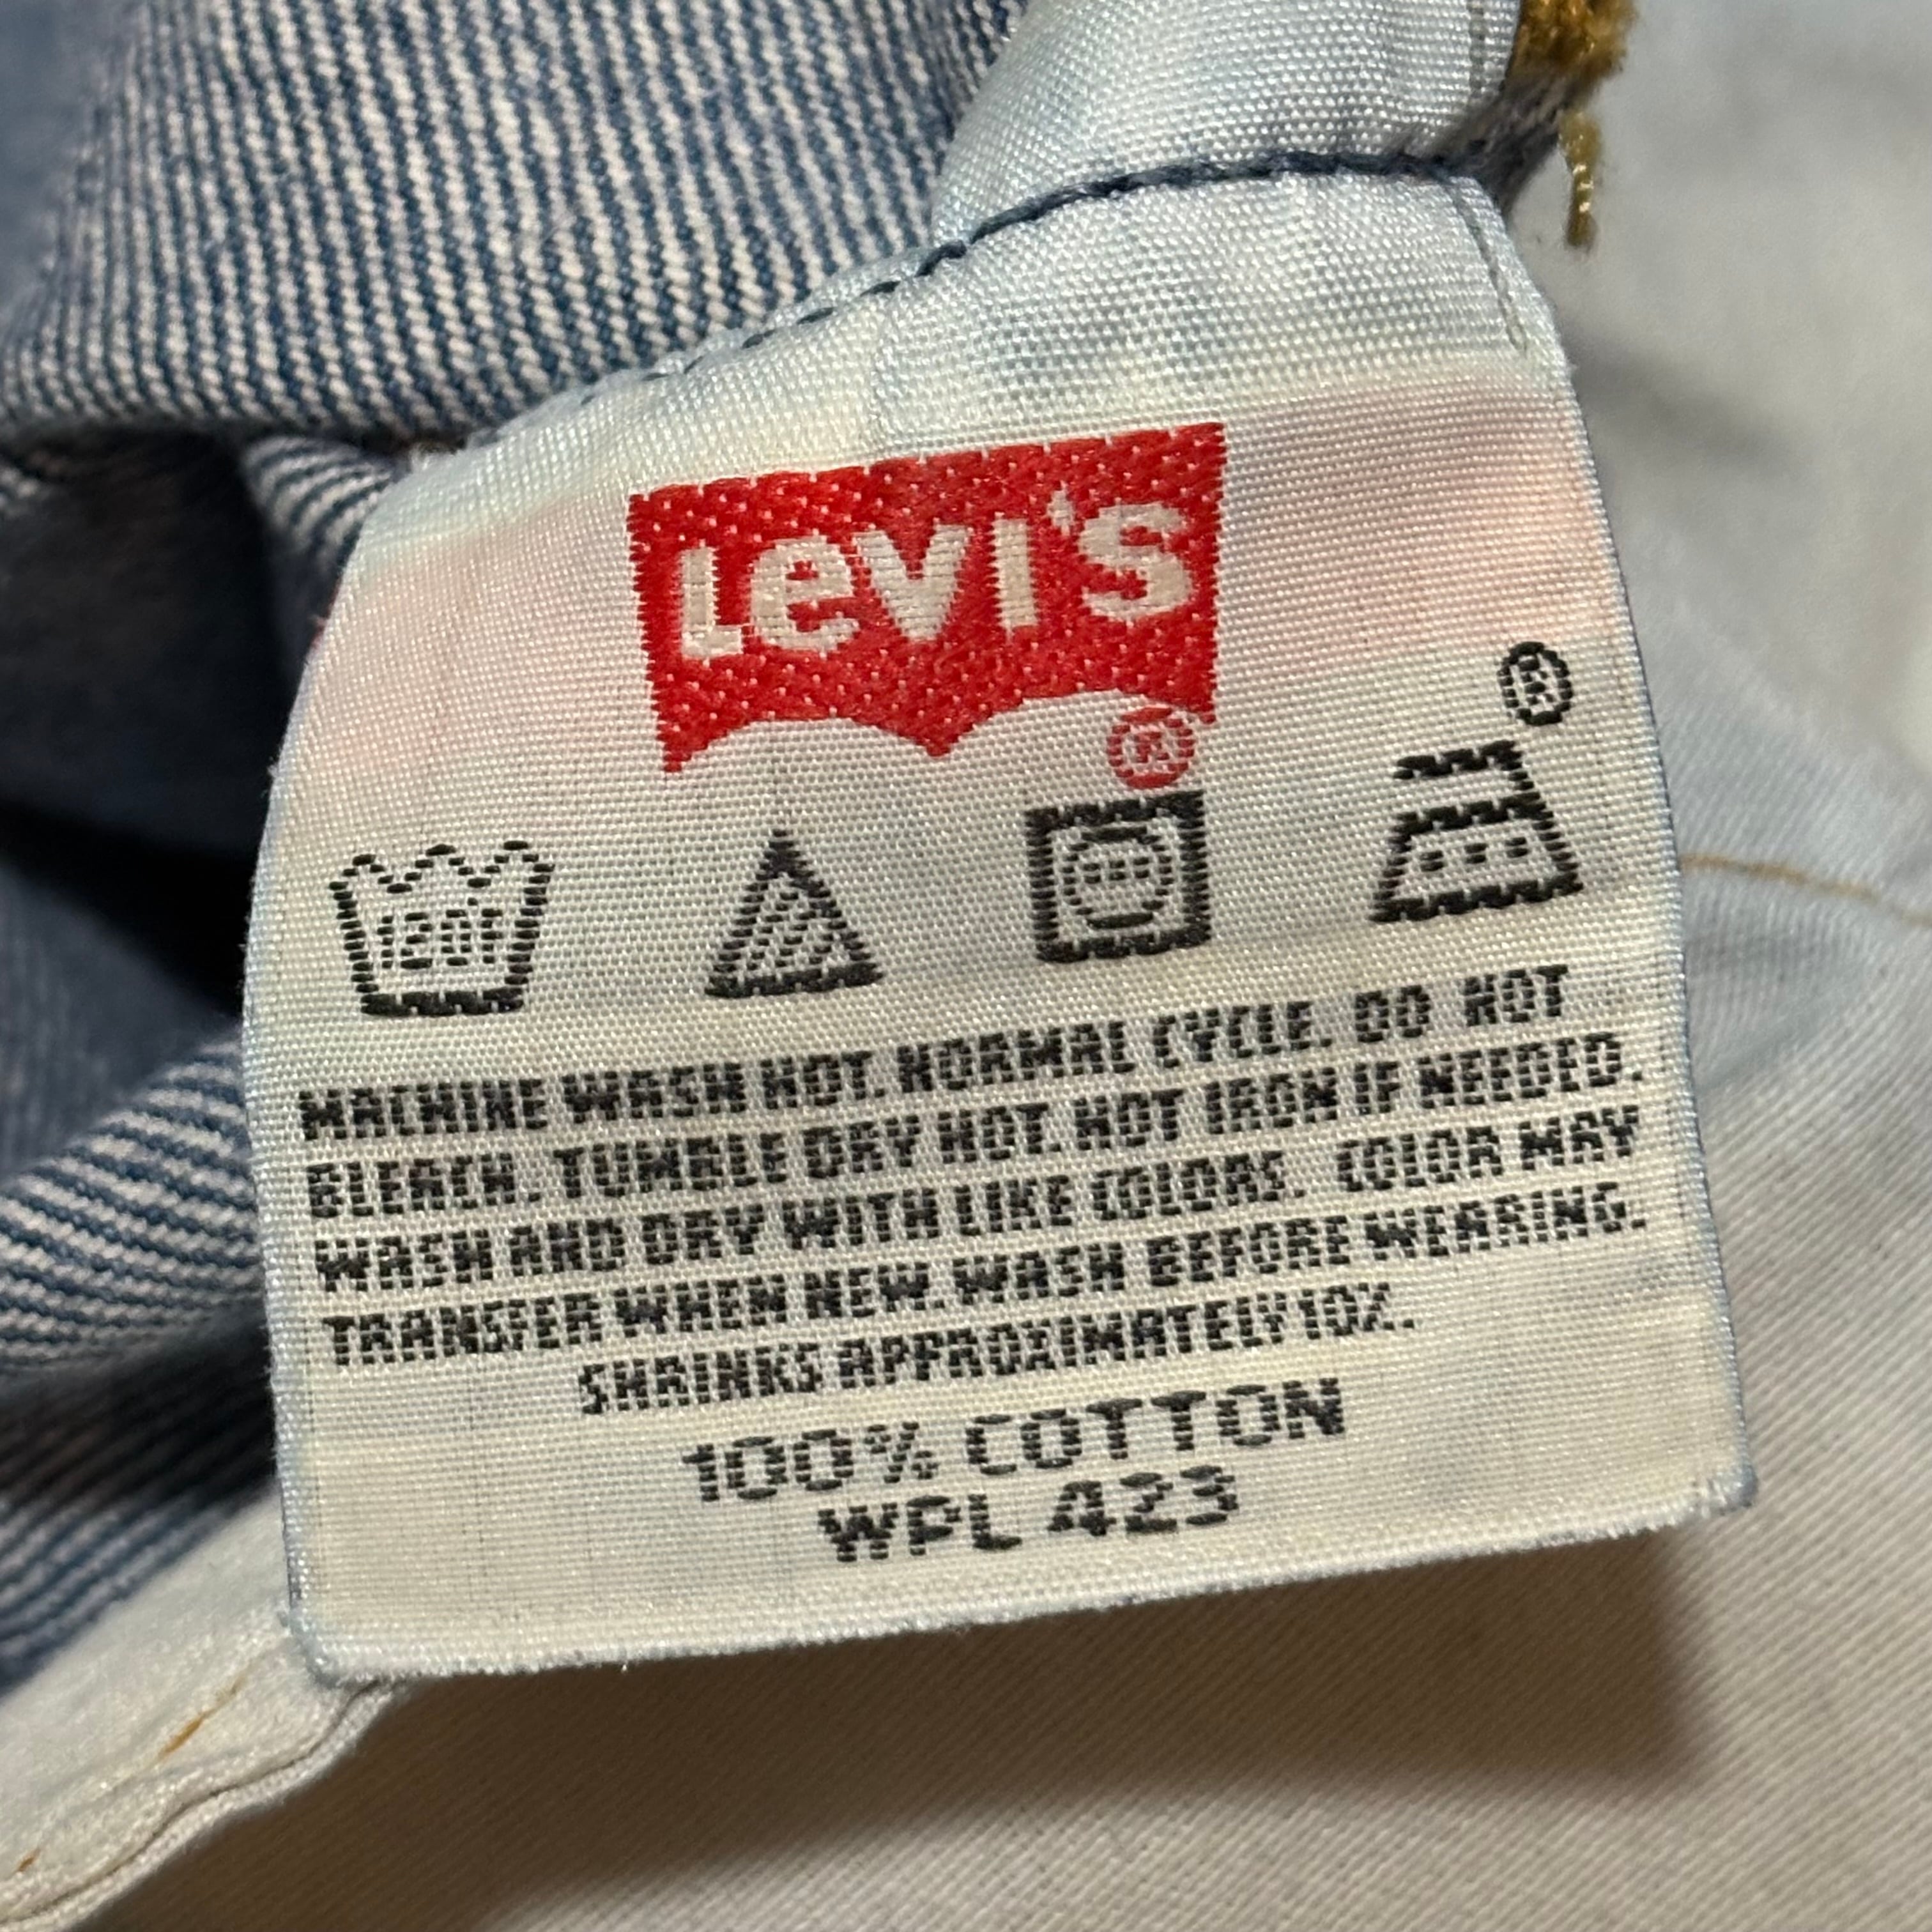 LEVI'S
®
®
120°F
MACHINE WASH HOT. NORMAL CYCLE. DO NOT
BLEACH. TUMBLE DRY HOT. HOT IRON IF NEEDED.
WASH AND DRY WITH LIKE COLORS. COLOR MAY
TRANSFER WHEN NEW. WASH BEFORE WEARING.
SHRINKS APPROXIMATELY 10%.
100% COTTON
WPL 423